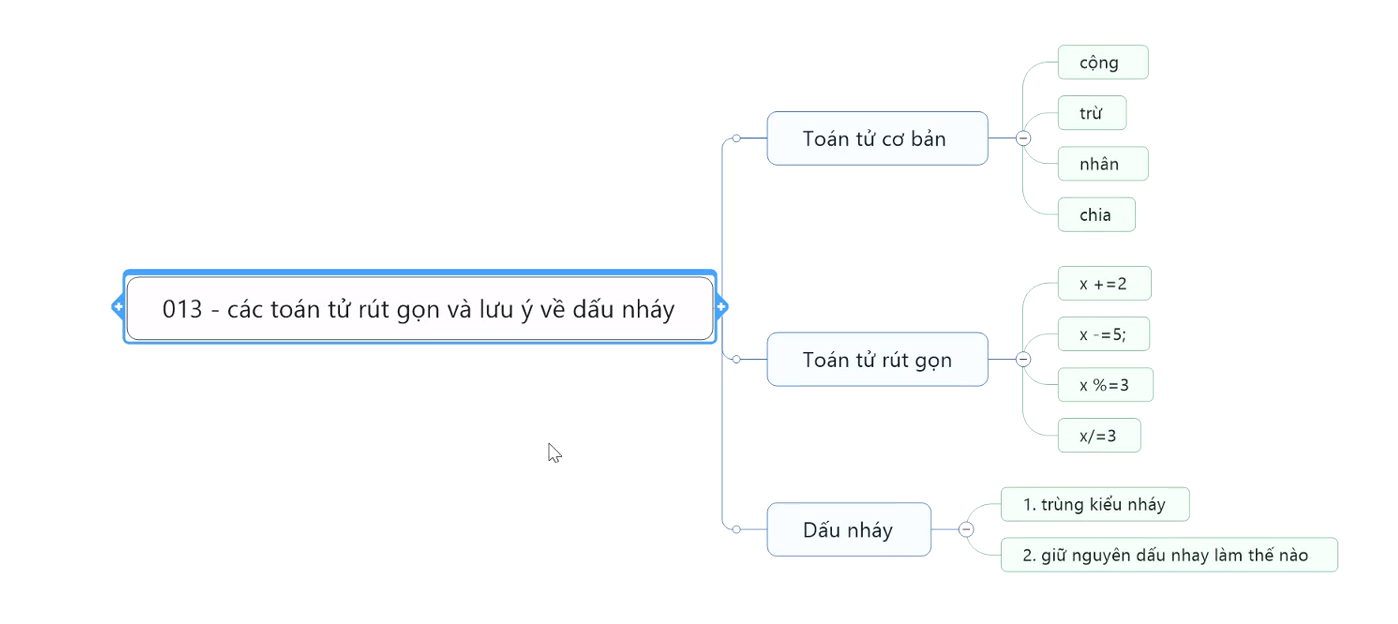 013 - các toán tử rút gọn và lưu ý về dấu nháy
Toán tử cơ bản
cộng
trừ
nhân
chia
Toán tử rút gọn
x +=2
x -=5;
x %=3
x/=3
Dấu nháy
1. trùng kiểu nháy
2. giữ nguyên dấu nhay làm thế nào